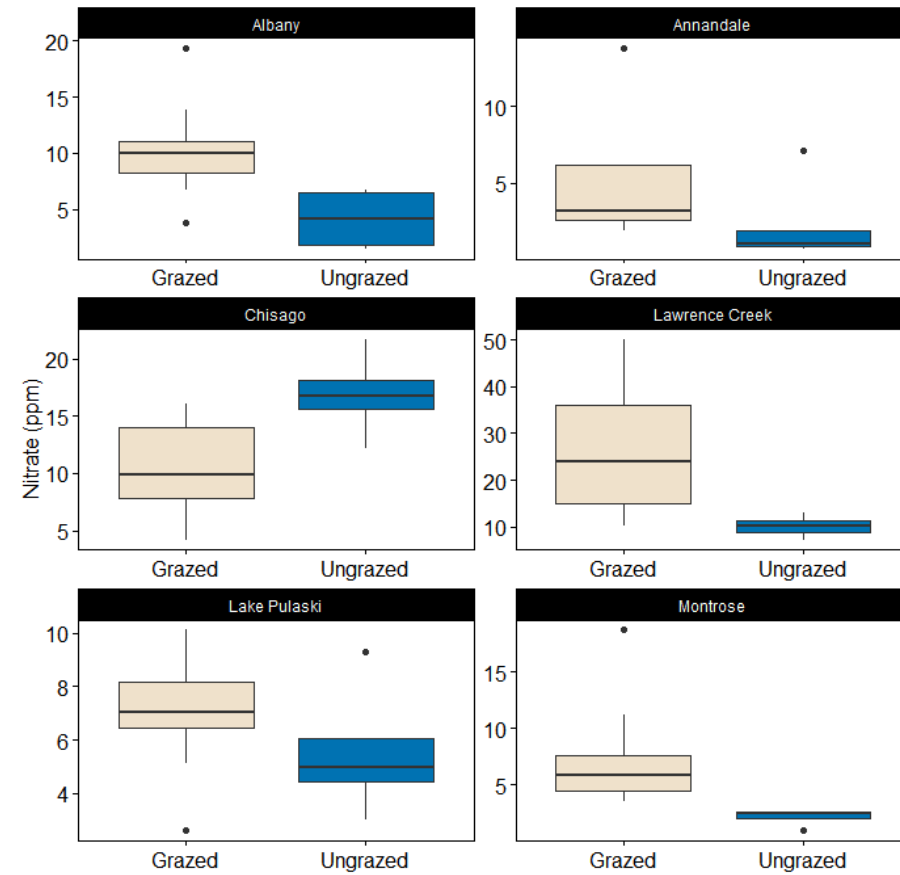 Albany
Annandale
20
15
10
5
10
5
Grazed
Ungrazed
Grazed
Ungrazed
Chisago
Lawrence Creek
Nitrate (ppm)
20
15
10
5
50
40
30
20
10
Grazed
Ungrazed
Grazed
Ungrazed
Lake Pulaski
Montrose
10
8
6
4
15
10
5
Grazed
Ungrazed
Grazed
Ungrazed